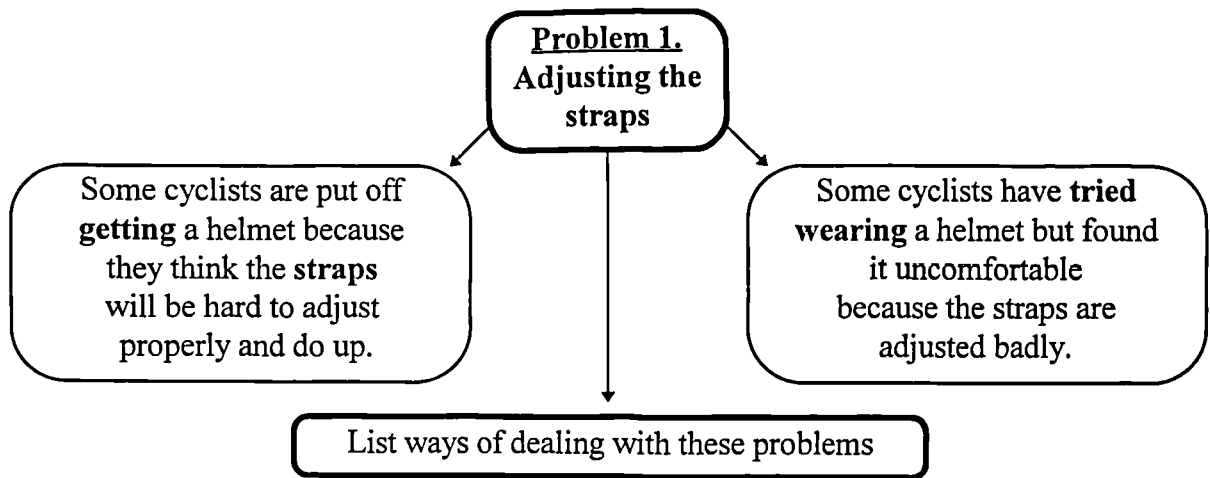 Problem 1.
Adjusting the
straps
Some cyclists are put off
getting a helmet because
they think the straps
will be hard to adjust
properly and do up.
Some cyclists have tried
wearing a helmet but found
it uncomfortable
because the straps are
adjusted badly.
List ways of dealing with these problems